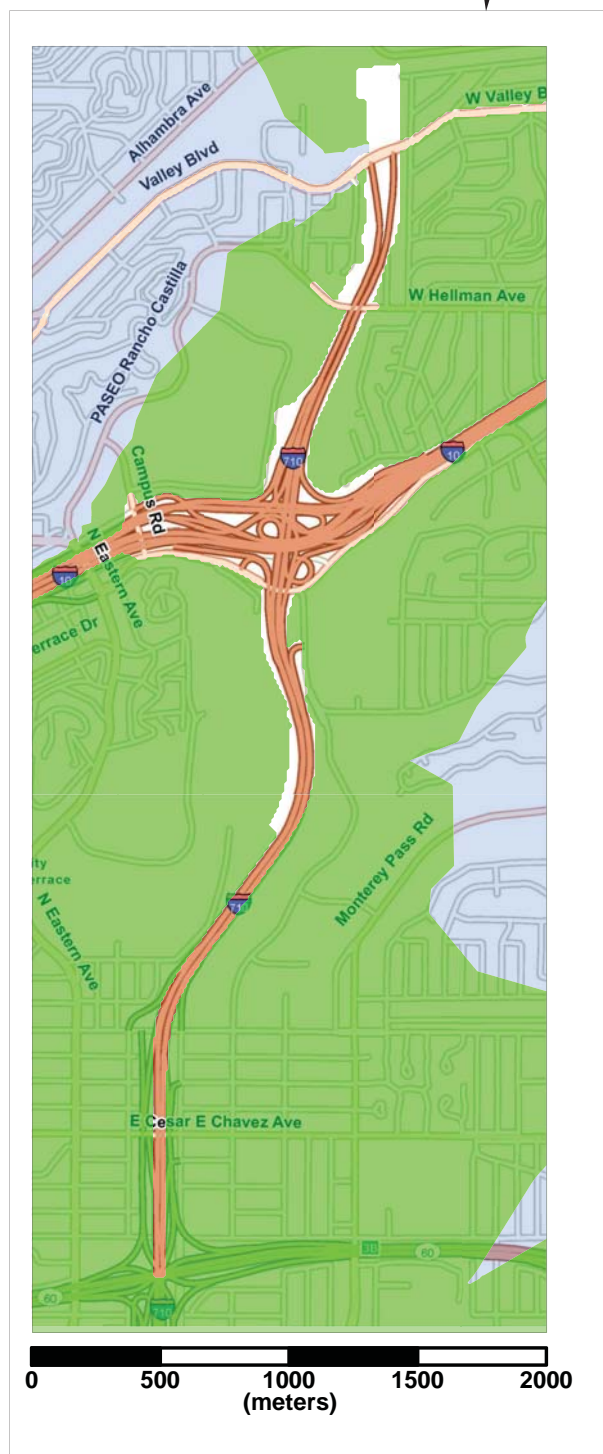 Alhambra Ave
W Valley B
Valley Blvd
W Hellman Ave
PASEO Rancho Castilla
710
10
Campus Rd
N Eastern Ave
10
errace Dr
Monterey Pass Rd
ity
errace
710
N Eastern Ave
E Cesar E Chavez Ave
60
60
710
0 500 1000 1500 2000
(meters)